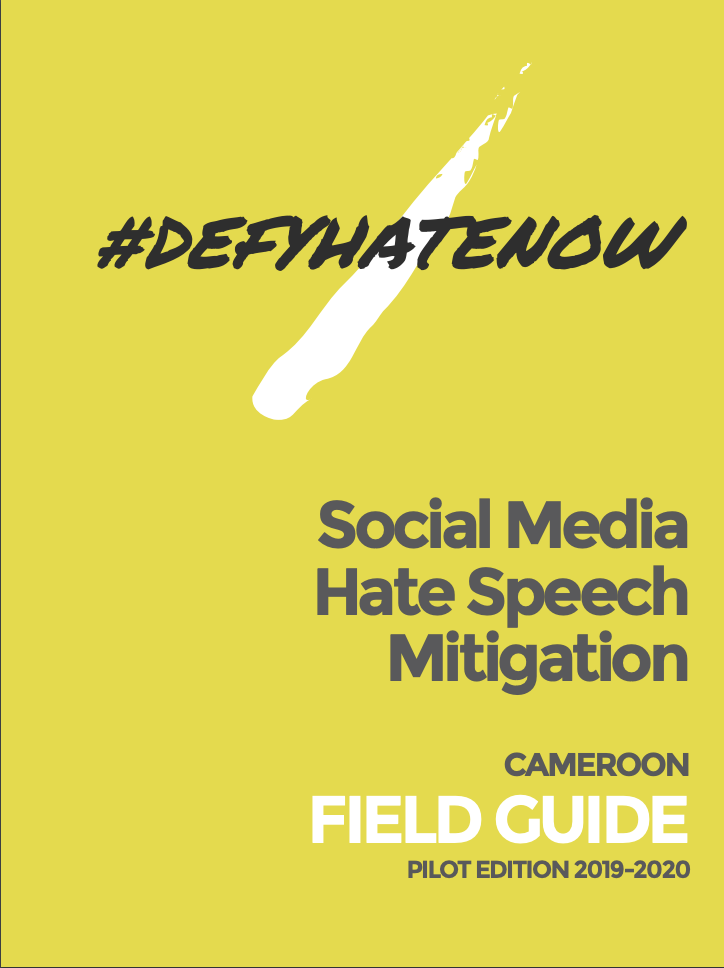 #DEFYHATENOW
Social Media
Hate Speech
Mitigation
CAMEROON
FIELD GUIDE
PILOT EDITION 2019-2020